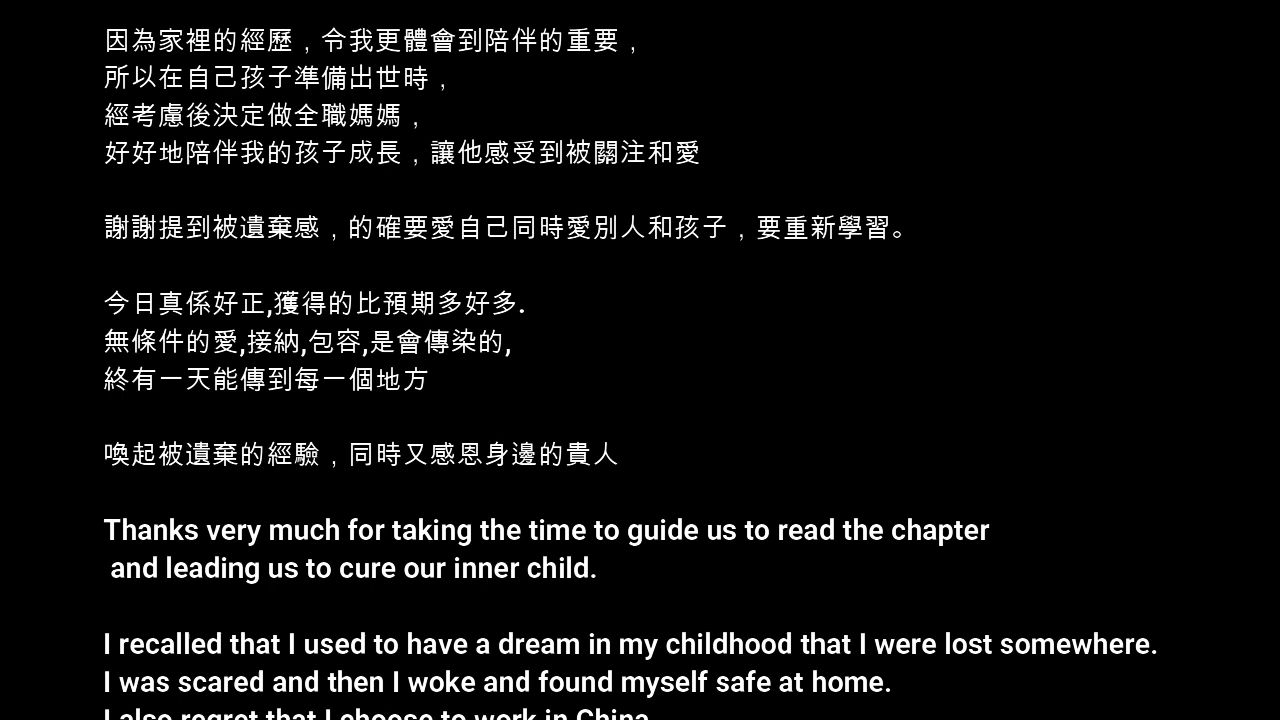 因為家裡的經歷，令我更體會到陪伴的重要，
所以在自己孩子準備出世時，
經考慮後決定做全職媽媽，
好好地陪伴我的孩子成長，讓他感受到被關注和愛
謝謝提到被遺棄感，的確要愛自己同時愛別人和孩子，要重新學習。
今日真係好正,獲得的比預期多好多.
無條件的愛,接納,包容,是會傳染的,
終有一天能傳到每一個地方
喚起被遺棄的經驗，同時又感恩身邊的貴人
Thanks very much for taking the time to guide us to read the chapter
and leading us to cure our inner child.
I recalled that I used to have a dream in my childhood that I were lost somewhere.
I was scared and then I woke and found myself safe at home.
I also regret that I choose to work in China